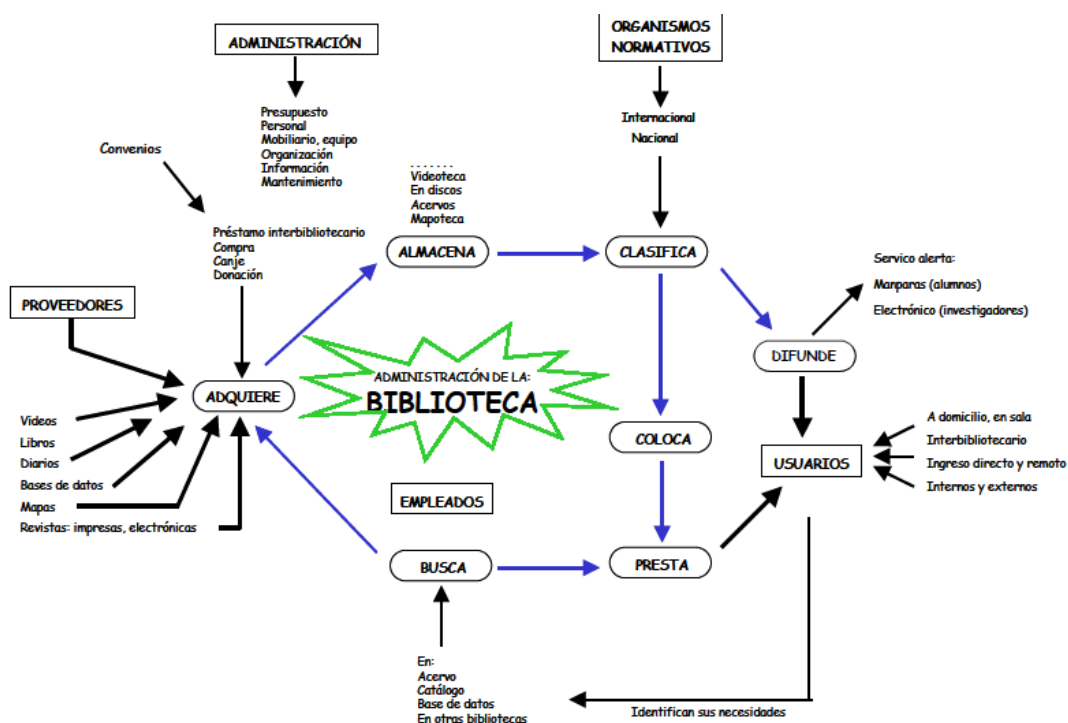 ADMINISTRACIÓN
Presupuesto
Personal
Mobiliario, equipo
Organización
Información
Mantenimiento
ORGANISMOS
NORMATIVOS
Internacional
Nacional
Convenios
Préstamo interbibliotecario
Compra
Canje
Donación
Videoteca
En discos
Acervos
Mapoteca
ALMACENA
CLASIFICA
Servico alerta:
Manparas (alumnos)
Electrónico (investigadores)
PROVEEDORES
ADQUIERE
ADMINISTRACIÓN DE LA:
BIBLIOTECA
DIFUNDE
Videos
Libros
Diarios
Bases de datos
Mapas
Revistas: impresas, electrónicas
COLOCA
USUARIOS
A domicilio, en sala
Interbibliotecario
Ingreso directo y remoto
Internos y externos
EMPLEADOS
BUSCA
PRESTA
En:
Acervo
Catálogo
Base de datos
En otras bibliotecas
Identifican sus necesidades